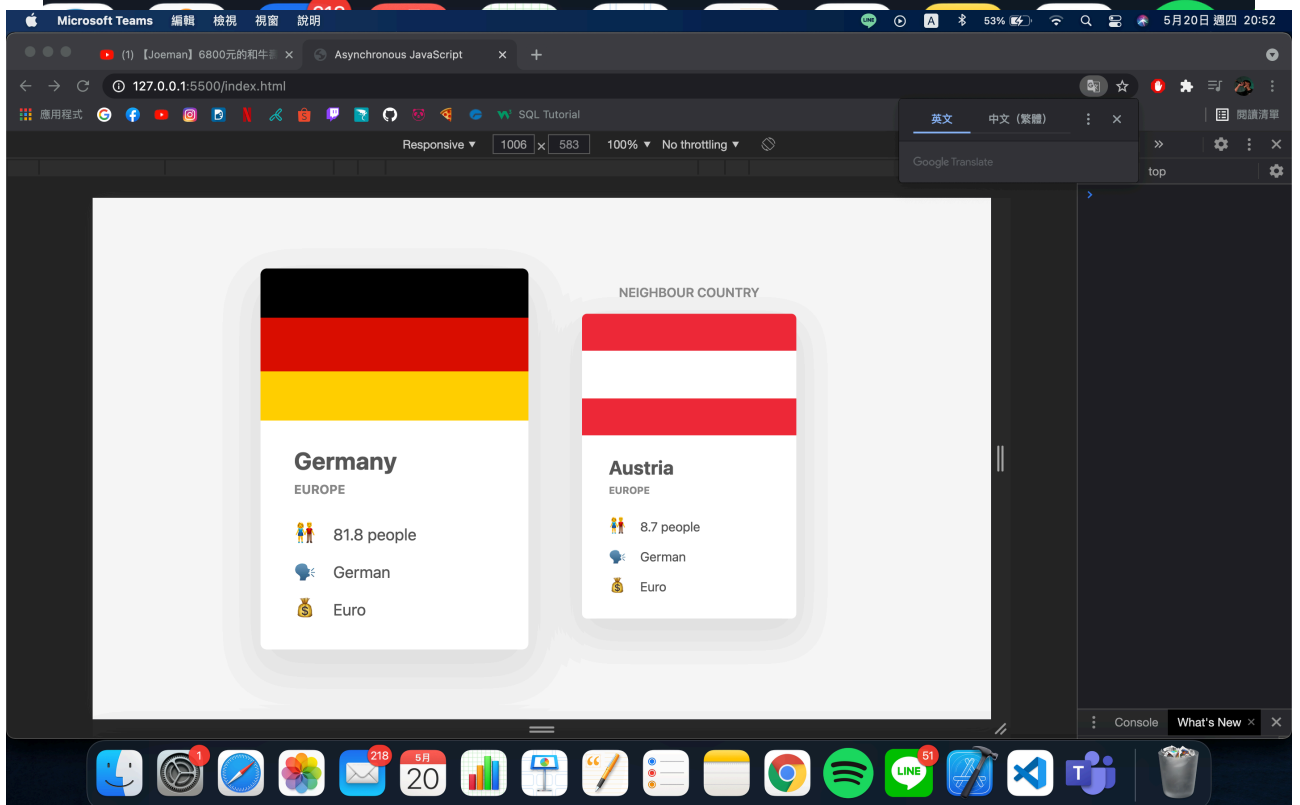 218
Microsoft Teams 編輯 檢視 視窗 說明
LINE A 53% 5月20日 週四 20:52
(1) 【Joeman】6800元的和牛 Asynchronous JavaScript
127.0.0.1:5500/index.html
應用程式 SQL Tutorial 閱讀清單
英文 中文（繁體）
Google Translate
Responsive 1006 × 583 100% No throttling
top
NEIGHBOUR COUNTRY
Germany
EUROPE
81.8 people
German
Euro
Austria
EUROPE
8.7 people
German
Euro
Console What's New
1
218
5月
20
LINE
51
T